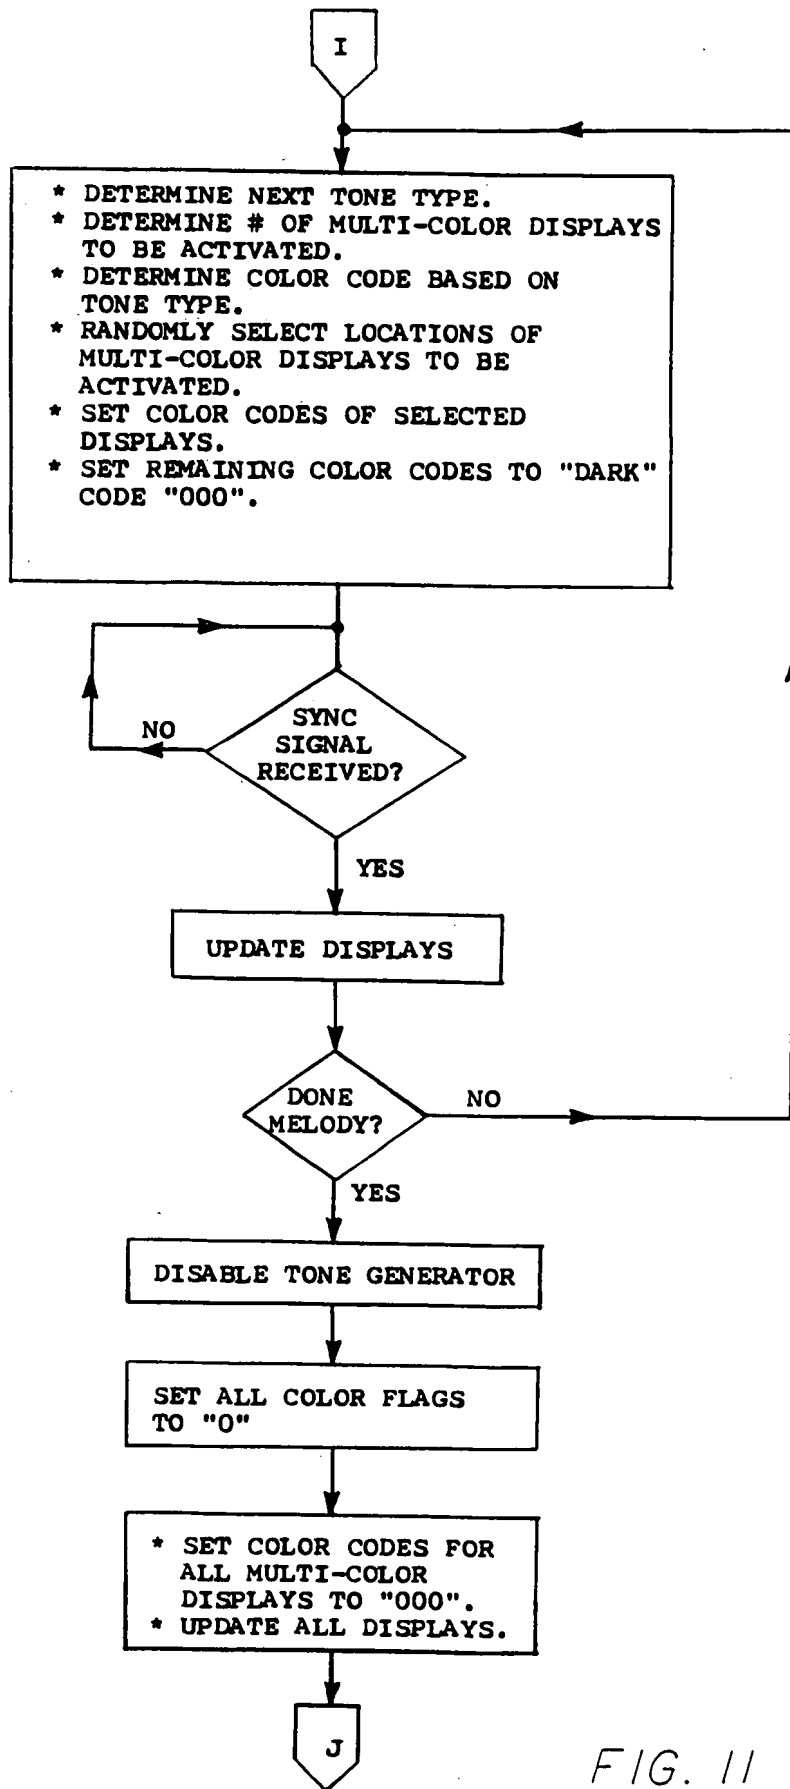 I
* DETERMINE NEXT TONE TYPE.
* DETERMINE # OF MULTI-COLOR DISPLAYS
TO BE ACTIVATED.
* DETERMINE COLOR CODE BASED ON
TONE TYPE.
* RANDOMLY SELECT LOCATIONS OF
MULTI-COLOR DISPLAYS TO BE
ACTIVATED.
* SET COLOR CODES OF SELECTED
DISPLAYS.
* SET REMAINING COLOR CODES TO "DARK"
CODE "000".
SYNC
SIGNAL
RECEIVED?
NO
YES
UPDATE DISPLAYS
DONE
MELODY?
NO
YES
DISABLE TONE GENERATOR
SET ALL COLOR FLAGS
TO "0"
* SET COLOR CODES FOR
ALL MULTI-COLOR
DISPLAYS TO "000".
* UPDATE ALL DISPLAYS.
J
FIG. 11